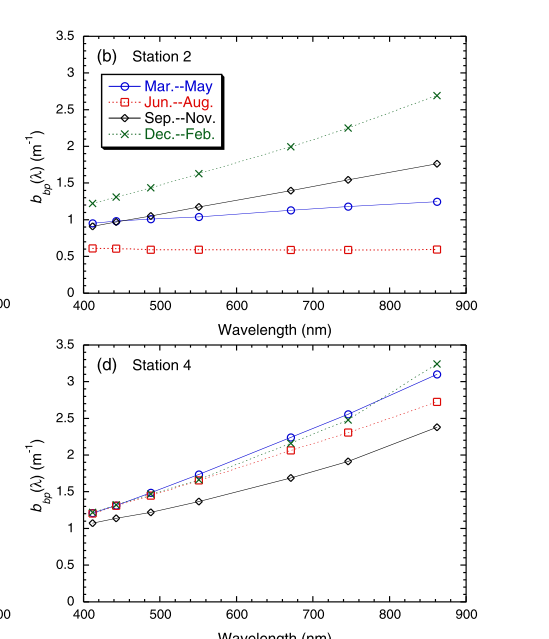 3.5
(b) Station 2
3
Mar.--May
Jun.--Aug.
Sep.--Nov.
Dec.--Feb.
2.5
2
1.5
1
0.5
0
b_bp(λ) (m⁻¹)
400 500 600 700 800 900
Wavelength (nm)
00
3.5
(d) Station 4
3
2.5
2
1.5
1
0.5
0
b_bp(λ) (m⁻¹)
400 500 600 700 800 900
Wavelength (nm)
00